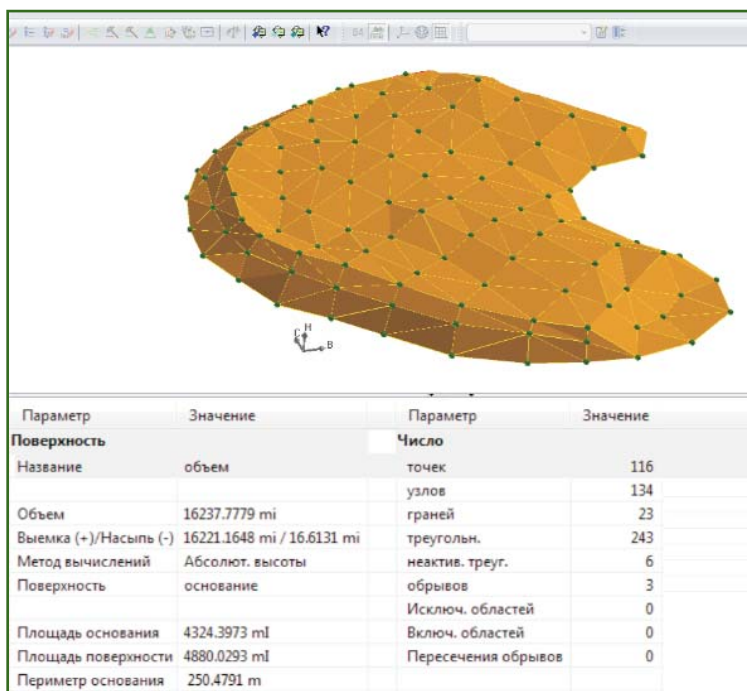 H
C
B
Параметр Значение Параметр Значение
Поверхность Число
Название объем точек 116
узлов 134
Объем 16237.7779 mi граней 23
Выемка (+)/Насыпь (-) 16221.1648 mi / 16.6131 mi треугольн. 243
Метод вычислений Абсолют. высоты неактив. треуг. 6
Поверхность основание обрывов 3
Исключ. областей 0
Площадь основания 4324.3973 mI Включ. областей 0
Площадь поверхности 4880.0293 mI Пересечения обрывов 0
Периметр основания 250.4791 m